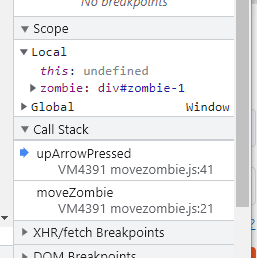 No breakpoints
Scope
Local
this: undefined
zombie: div#zombie-1
Global Window
Call Stack
upArrowPressed
VM4391 movezombie.js:41
moveZombie
VM4391 movezombie.js:21
XHR/fetch Breakpoints
2
DOM Breakpoints